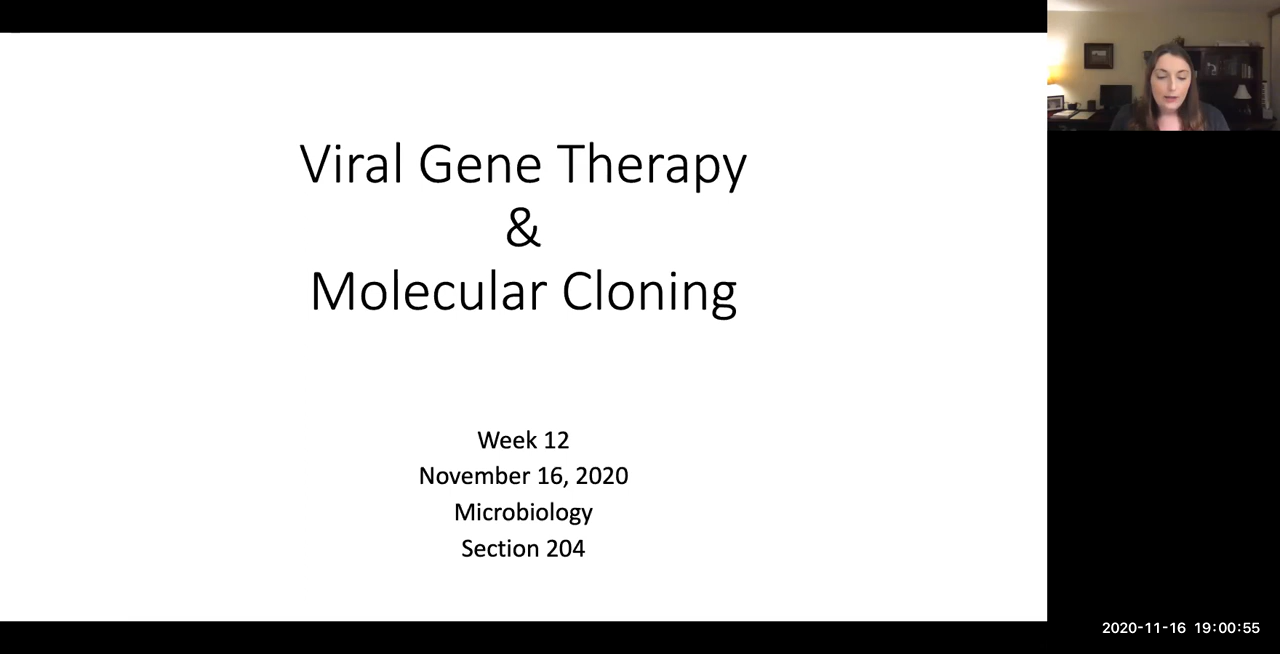 Viral Gene Therapy
&
Molecular Cloning
Week 12
November 16, 2020
Microbiology
Section 204
2020-11-16 19:00:55